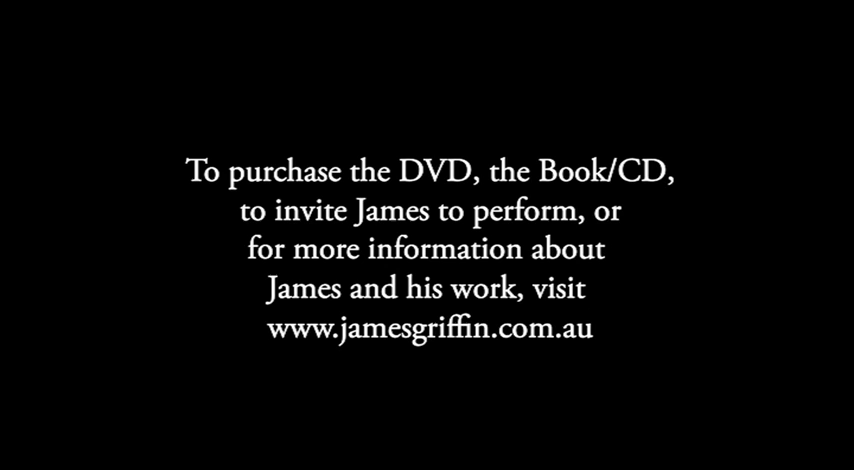 To purchase the DVD, the Book/CD,
to invite James to perform, or
for more information about
James and his work, visit
www.jamesgriffin.com.au